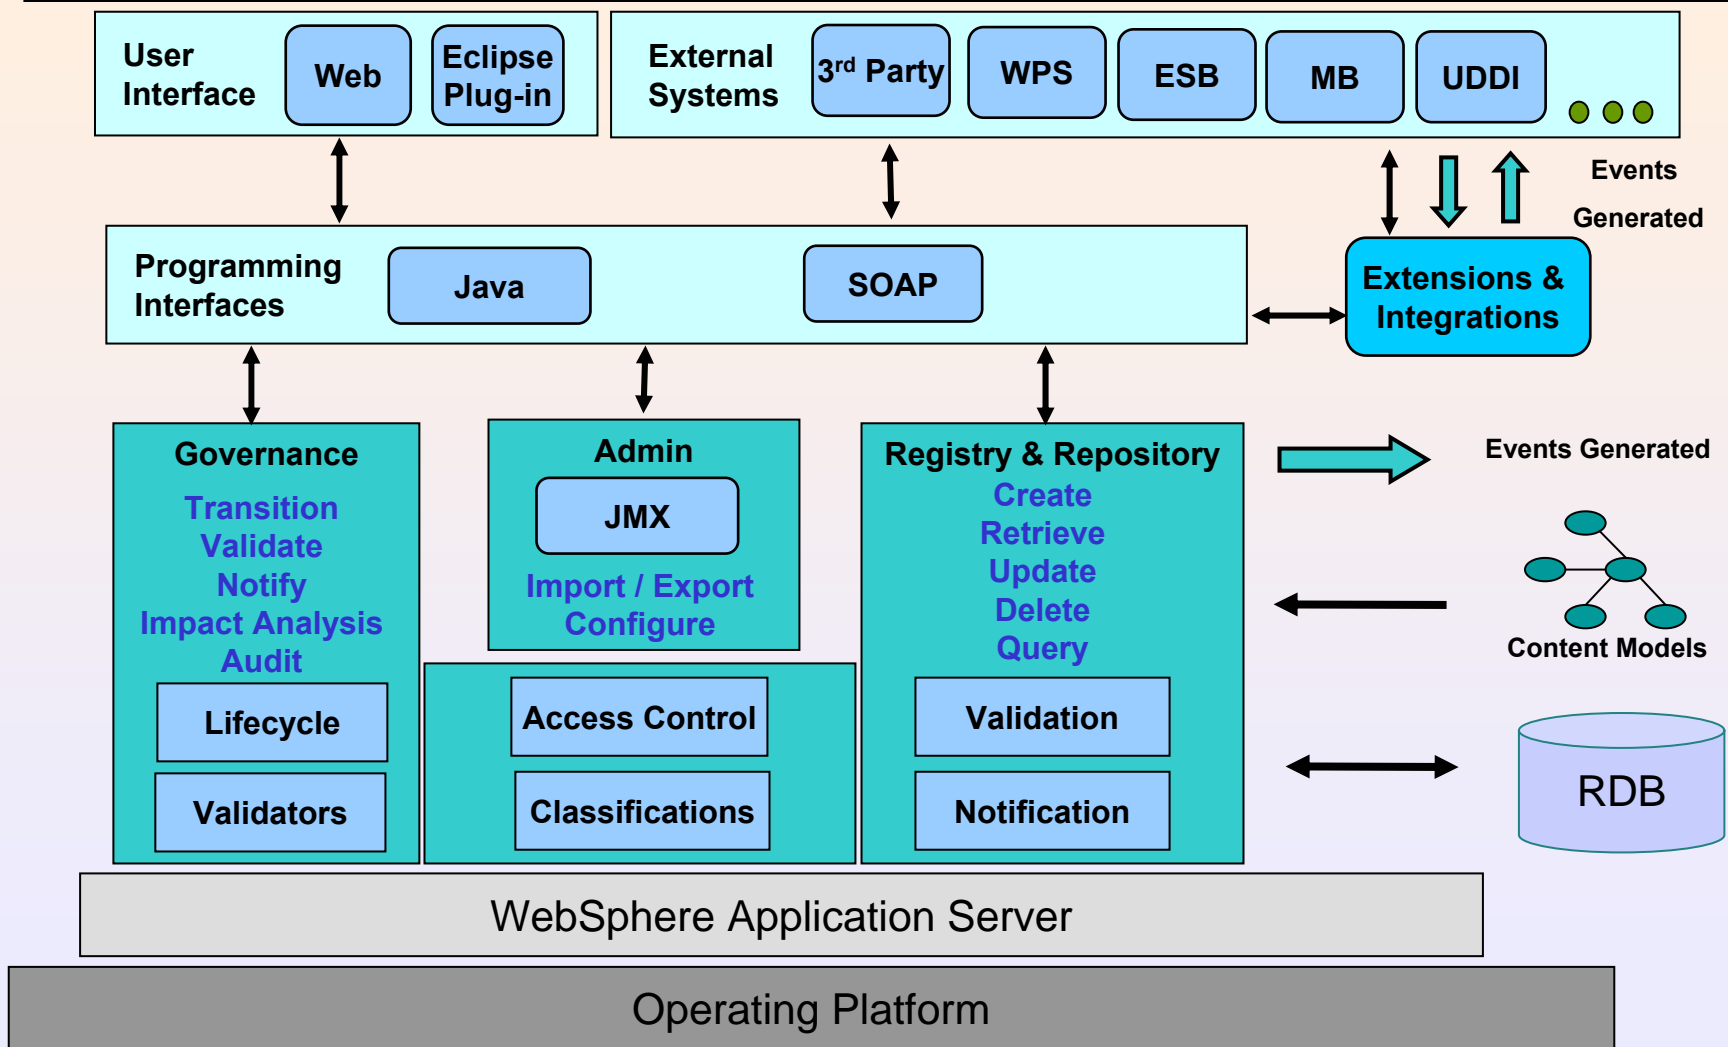 User
Interface
Web
Eclipse
Plug-in
External
Systems
3rd Party
WPS
ESB
MB
UDDI
Events
Generated
Programming
Interfaces
Java
SOAP
Extensions &
Integrations
Governance
Transition
Validate
Notify
Impact Analysis
Audit
Lifecycle
Validators
Admin
JMX
Import / Export
Configure
Access Control
Classifications
Registry & Repository
Create
Retrieve
Update
Delete
Query
Validation
Notification
Events Generated
Content Models
RDB
WebSphere Application Server
Operating Platform